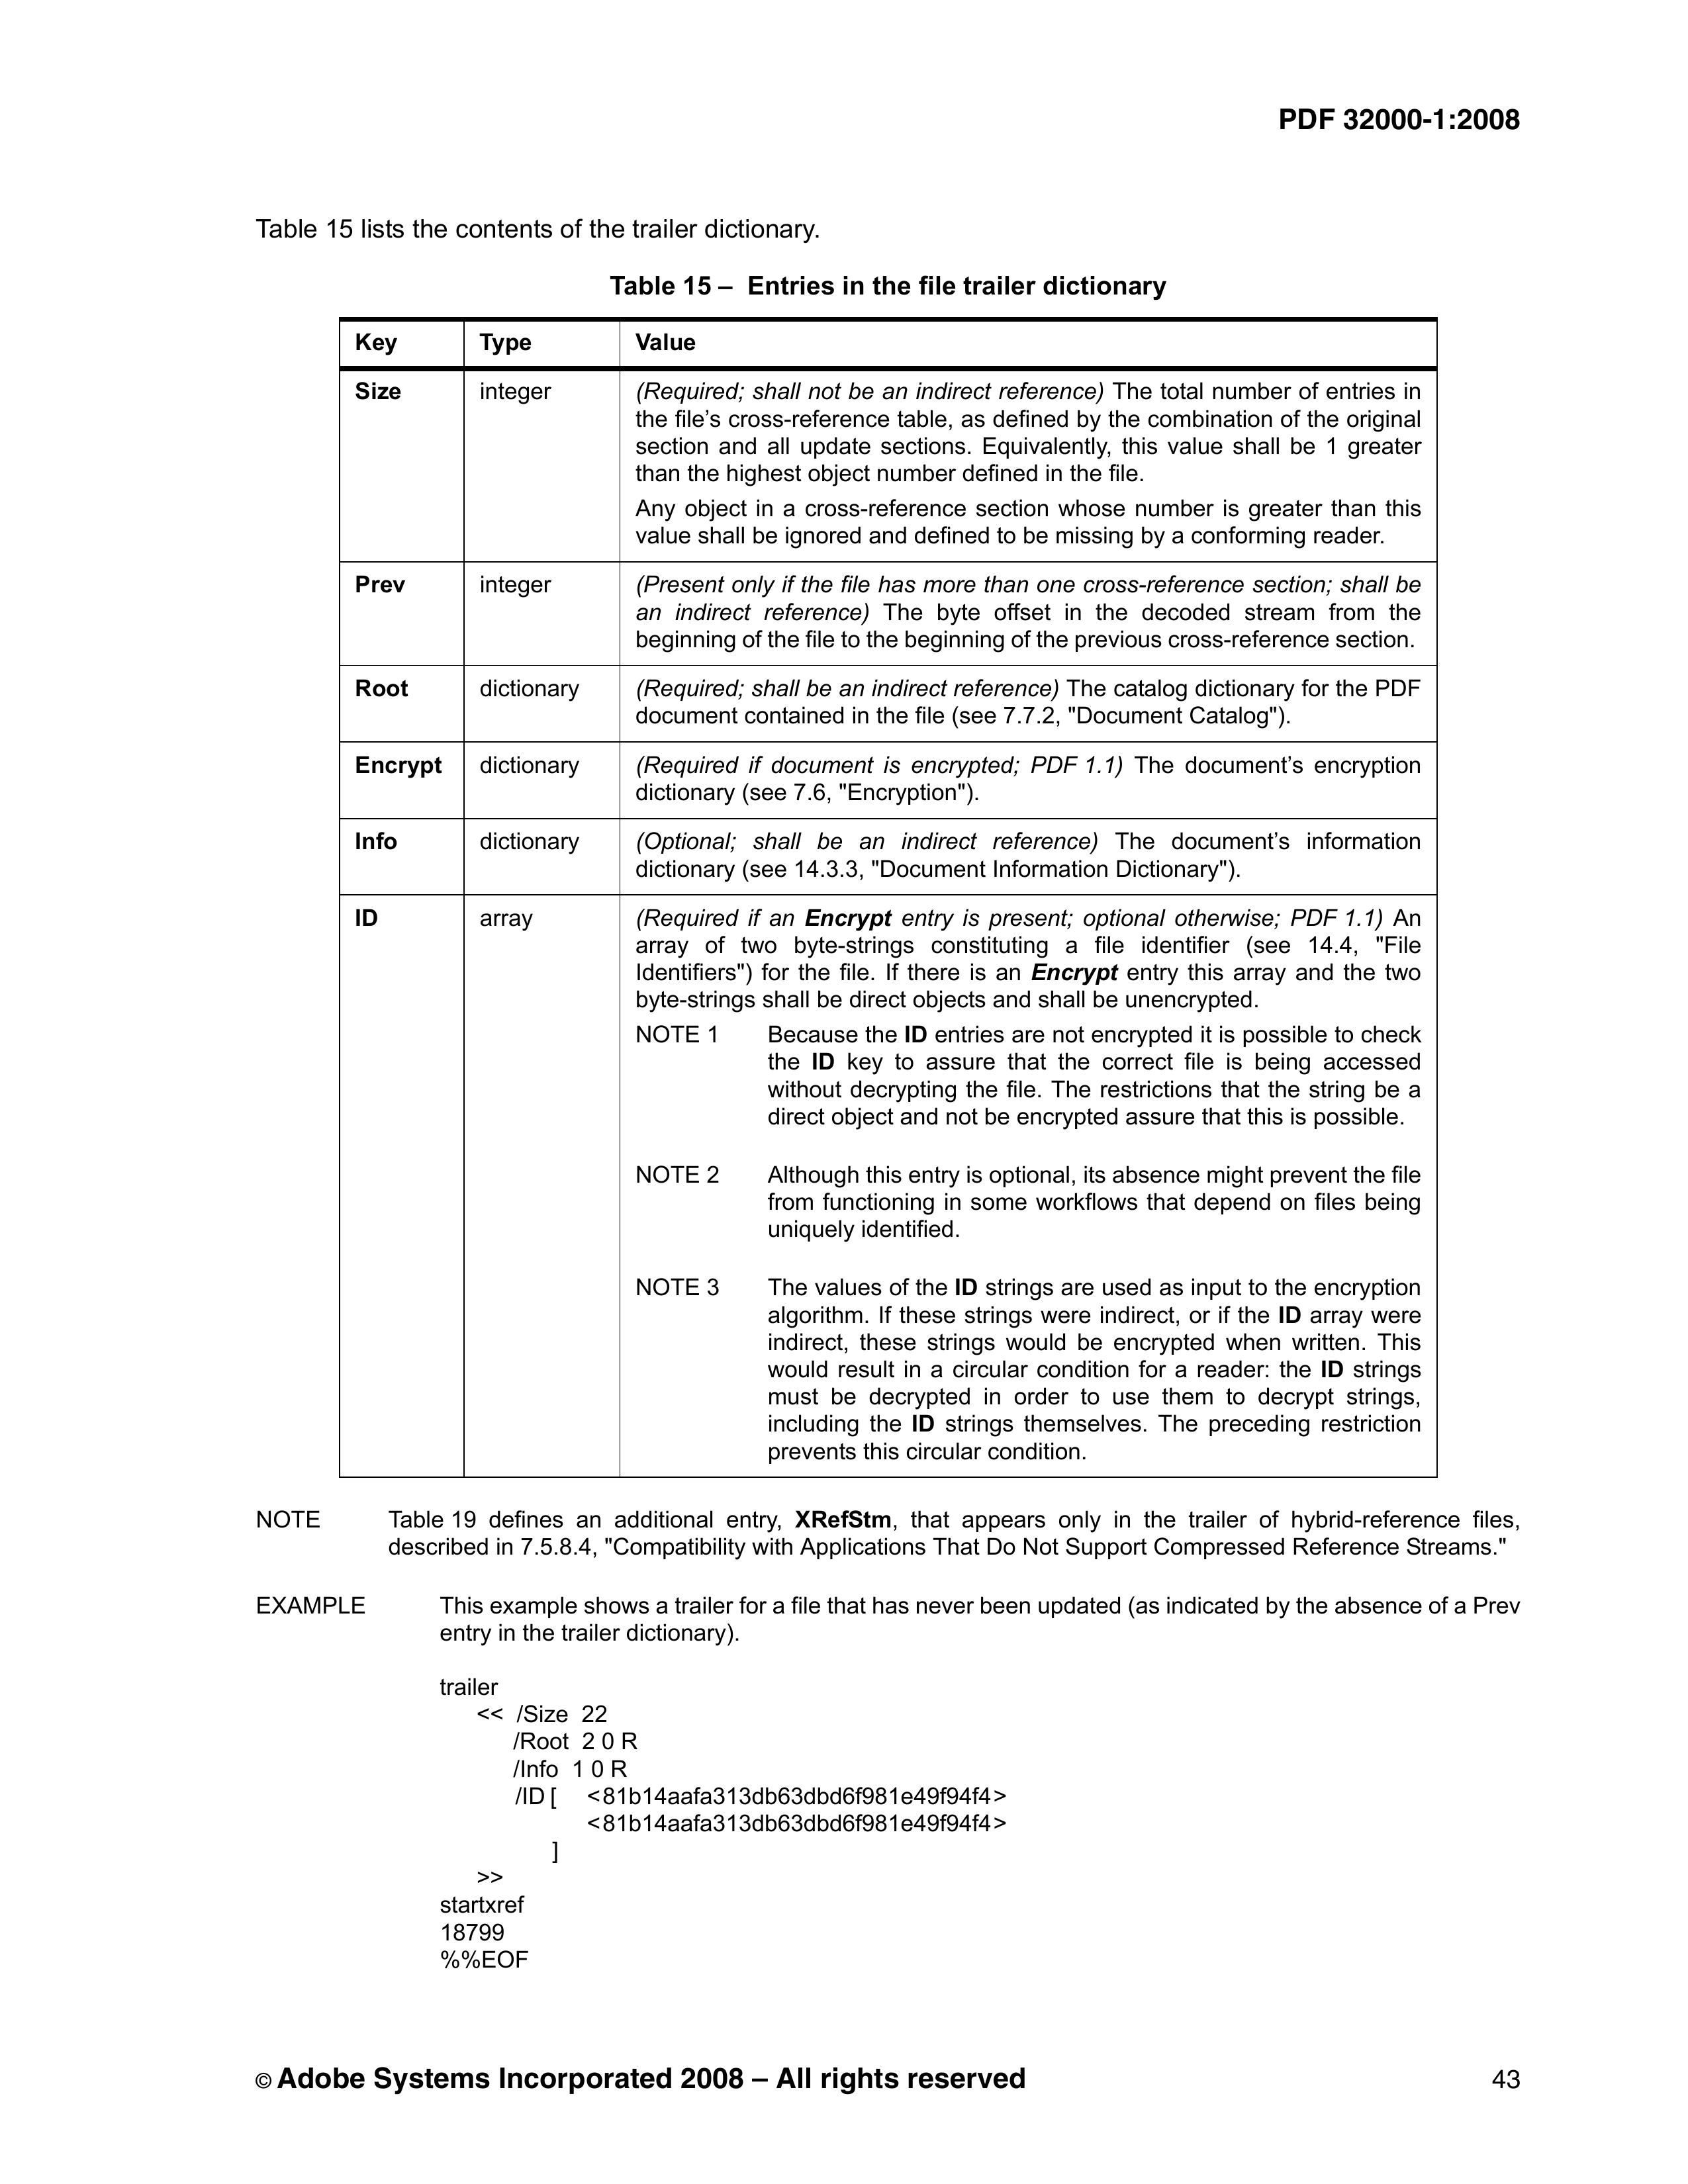 PDF 32000-1:2008
Table 15 lists the contents of the trailer dictionary.
Table 15 –  Entries in the file trailer dictionary
Key Type Value
Size integer (Required; shall not be an indirect reference) The total number of entries in
the file’s cross-reference table, as defined by the combination of the original
section and all update sections. Equivalently, this value shall be 1 greater
than the highest object number defined in the file.
Any object in a cross-reference section whose number is greater than this
value shall be ignored and defined to be missing by a conforming reader.
Prev integer (Present only if the file has more than one cross-reference section; shall be
an indirect reference) The byte offset in the decoded stream from the
beginning of the file to the beginning of the previous cross-reference section.
Root dictionary (Required; shall be an indirect reference) The catalog dictionary for the PDF
document contained in the file (see 7.7.2, "Document Catalog").
Encrypt dictionary (Required if document is encrypted; PDF 1.1) The document’s encryption
dictionary (see 7.6, "Encryption").
Info dictionary (Optional; shall be an indirect reference) The document’s information
dictionary (see 14.3.3, "Document Information Dictionary").
ID array (Required if an Encrypt entry is present; optional otherwise; PDF 1.1) An
array of two byte-strings constituting a file identifier (see 14.4, "File
Identifiers") for the file. If there is an Encrypt entry this array and the two
byte-strings shall be direct objects and shall be unencrypted.
NOTE 1 Because the ID entries are not encrypted it is possible to check
the ID key to assure that the correct file is being accessed
without decrypting the file. The restrictions that the string be a
direct object and not be encrypted assure that this is possible.
NOTE 2 Although this entry is optional, its absence might prevent the file
from functioning in some workflows that depend on files being
uniquely identified.
NOTE 3 The values of the ID strings are used as input to the encryption
algorithm. If these strings were indirect, or if the ID array were
indirect, these strings would be encrypted when written. This
would result in a circular condition for a reader: the ID strings
must be decrypted in order to use them to decrypt strings,
including the ID strings themselves. The preceding restriction
prevents this circular condition.
NOTE Table 19 defines an additional entry, XRefStm, that appears only in the trailer of hybrid-reference files,
described in 7.5.8.4, "Compatibility with Applications That Do Not Support Compressed Reference Streams."
EXAMPLE This example shows a trailer for a file that has never been updated (as indicated by the absence of a Prev
entry in the trailer dictionary).
trailer
<< /Size 22
/Root 2 0 R
/Info 1 0 R
/ID [ <81b14aafa313db63dbd6f981e49f94f4>
<81b14aafa313db63dbd6f981e49f94f4>
]
>>
startxref
18799
%%EOF
© Adobe Systems Incorporated 2008 – All rights reserved 43